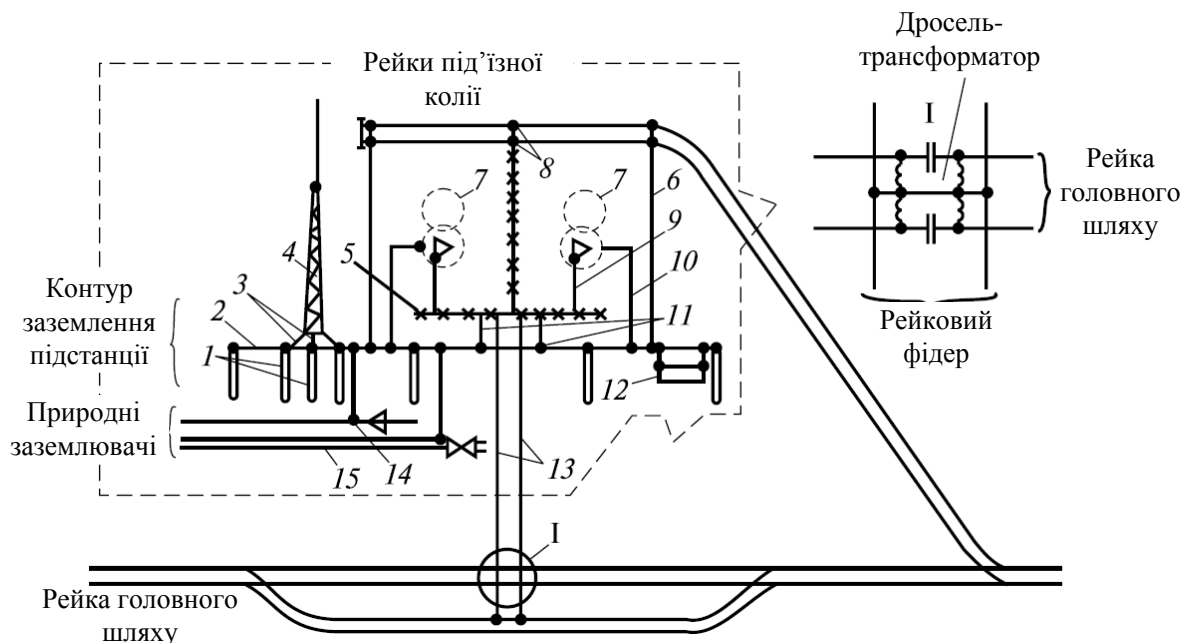 Дросель-
трансформатор
Рейки під’їзної
колії
I
8
7
7
6
Рейка
головного
шляху
9
4
10
5
Контур
заземлення
підстанції
3
2
11
Рейковий
фідер
1
12
Природні
заземлювачі
13
14
15
I
Рейка головного
шляху